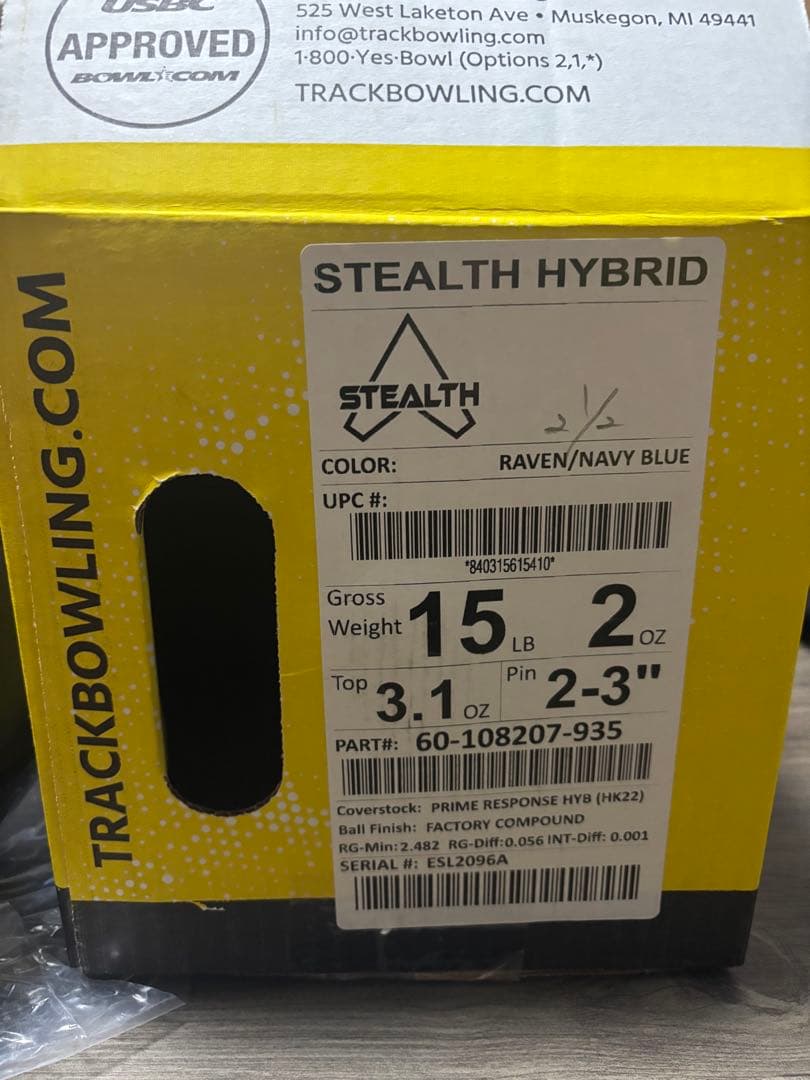 USBC
APPROVED
BOWL★COM
525 West Laketon Ave • Muskegon, MI 49441
info@trackbowling.com
1·800·Yes·Bowl (Options 2,1,*)
TRACKBOWLING.COM
TRACKBOWLING.COM
STEALTH HYBRID
STEALTH
2 1/2
COLOR: RAVEN/NAVY BLUE
UPC #:
*840315615410*
Gross Weight 15 LB 2 OZ
Top 3.1 OZ Pin 2-3"
PART#: 60-108207-935
Coverstock: PRIME RESPONSE HYB (HK22)
Ball Finish: FACTORY COMPOUND
RG-Min: 2.482 RG-Diff:0.056 INT-Diff: 0.001
SERIAL #: ESL2096A